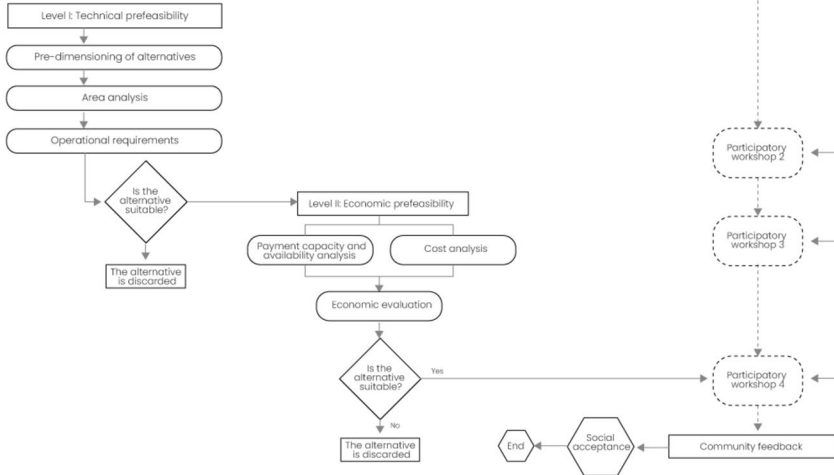 Level I: Technical prefeasibility
Pre-dimensioning of alternatives
Area analysis
Operational requirements
Is the
alternative
suitable?
The alternative
is discarded
Level II: Economic prefeasibility
Payment capacity and
availability analysis
Cost analysis
Economic evaluation
Is the
alternative
suitable?
Yes
No
The alternative
is discarded
Participatory
workshop 2
Participatory
workshop 3
Participatory
workshop 4
Community feedback
Social
acceptance
End